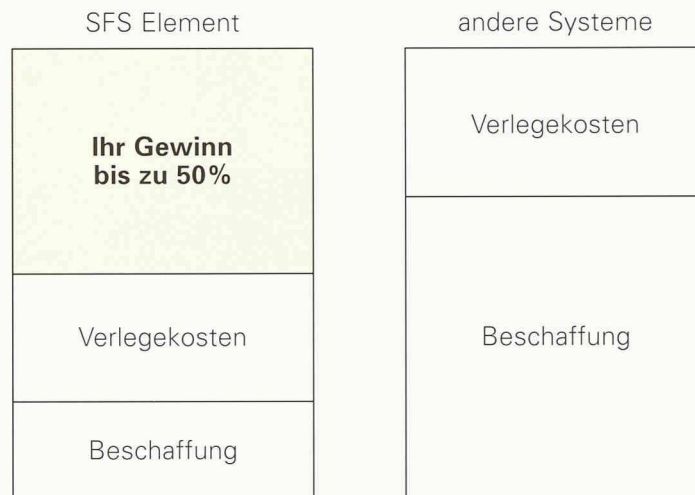 SFS Element
Ihr Gewinn
bis zu 50%
Verlegekosten
Beschaffung
andere Systeme
Verlegekosten
Beschaffung